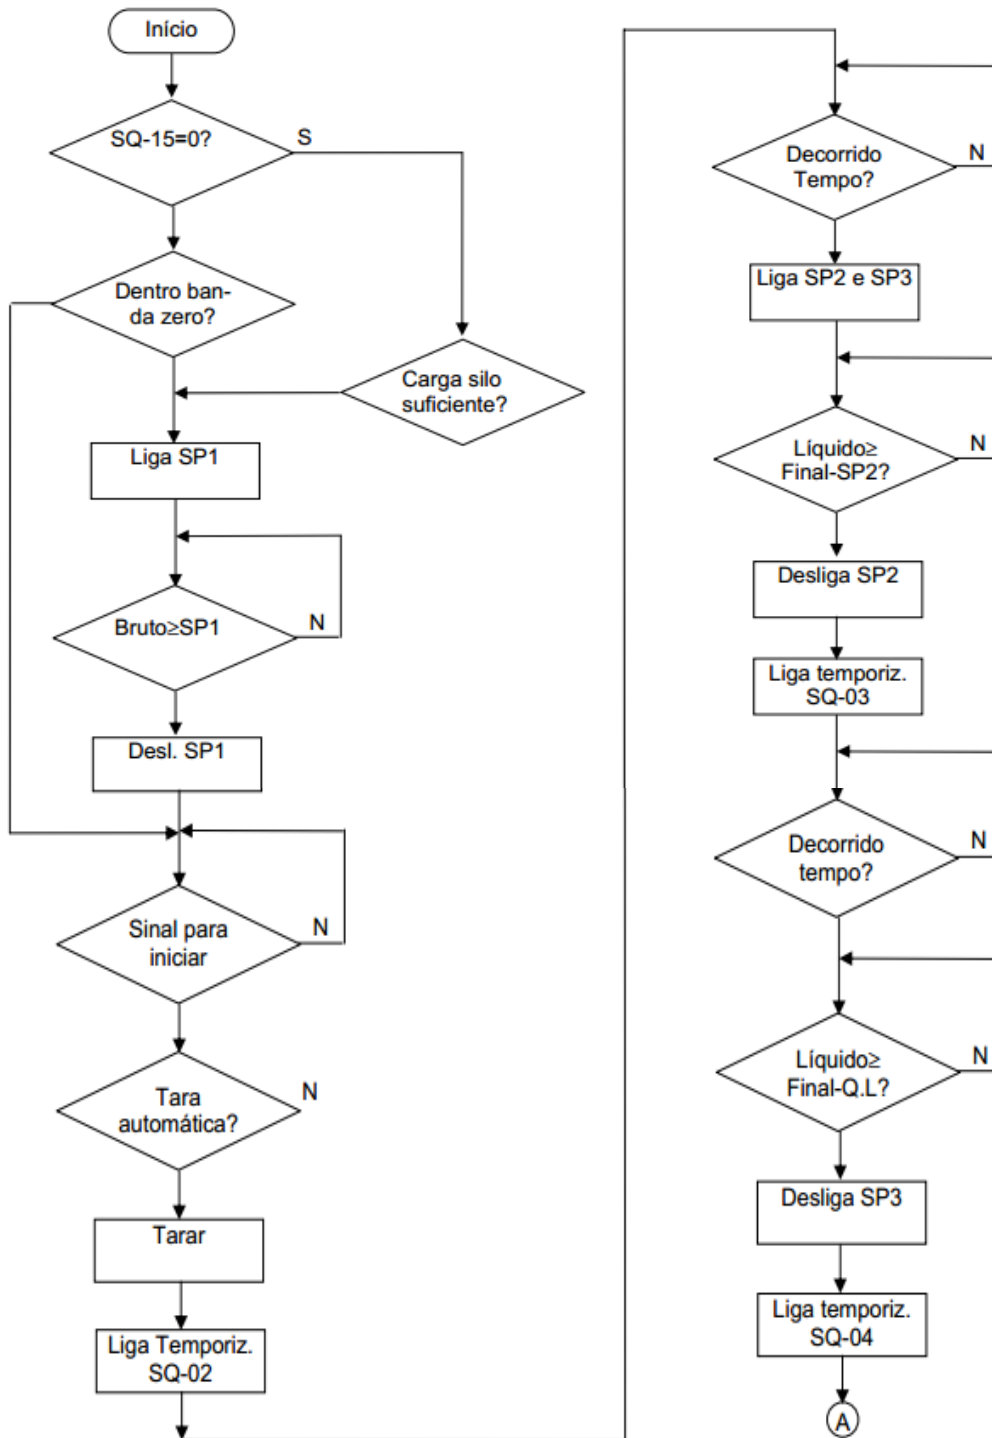 Início
SQ-15=0?
S
Dentro ban-
da zero?
Carga silo
suficiente?
Liga SP1
Bruto≥SP1
N
Desl. SP1
Sinal para
iniciar
N
Tara
automática?
N
Tarar
Liga Temporiz.
SQ-02
Decorrido
Tempo?
N
Liga SP2 e SP3
Líquido≥
Final-SP2?
N
Desliga SP2
Liga temporiz.
SQ-03
Decorrido
tempo?
N
Líquido≥
Final-Q.L?
N
Desliga SP3
Liga temporiz.
SQ-04
A